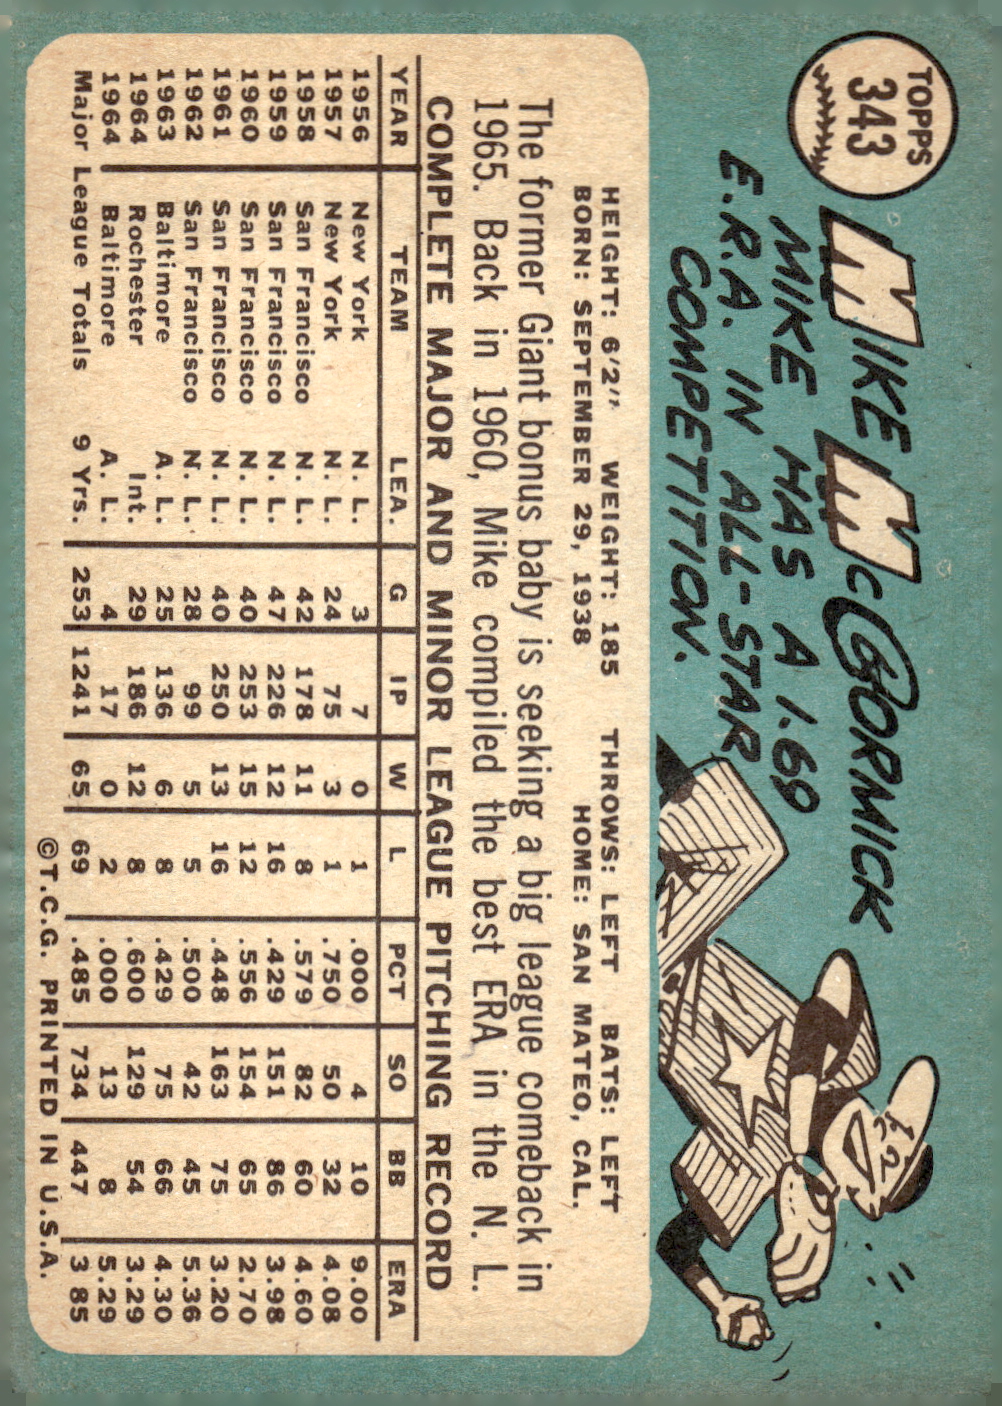 TOPPS
343
MIKE McCORMICK
MIKE HAS A 1.69
E.R.A. IN ALL-STAR
COMPETITION.
HEIGHT: 6'2" WEIGHT: 185 THROWS: LEFT BATS: LEFT
BORN: SEPTEMBER 29, 1938 HOME: SAN MATEO, CAL.
The former Giant bonus baby is seeking a big league comeback in
1965. Back in 1960, Mike compiled the best ERA in the N. L.
COMPLETE MAJOR AND MINOR LEAGUE PITCHING RECORD
YEAR TEAM LEA. G IP W L PCT SO BB ERA
1956 New York N. L. 3 7 0 1 .000 4 10 9.00
1957 New York N. L. 24 75 3 1 .750 50 32 4.08
1958 San Francisco N. L. 42 178 11 8 .579 82 60 4.60
1959 San Francisco N. L. 47 226 12 16 .429 151 86 3.98
1960 San Francisco N. L. 40 253 15 12 .556 154 65 2.70
1961 San Francisco N. L. 40 250 13 16 .448 163 75 3.20
1962 San Francisco N. L. 28 99 5 5 .500 42 45 5.36
1963 Baltimore A. L. 25 136 6 8 .429 75 66 4.30
1964 Rochester Int. 29 186 12 8 .600 129 54 3.29
1964 Baltimore A. L. 4 17 0 2 .000 13 8 5.29
Major League Totals 9 Yrs. 253 1241 65 69 .485 734 447 3 85
©T.C.G. PRINTED IN U.S.A.